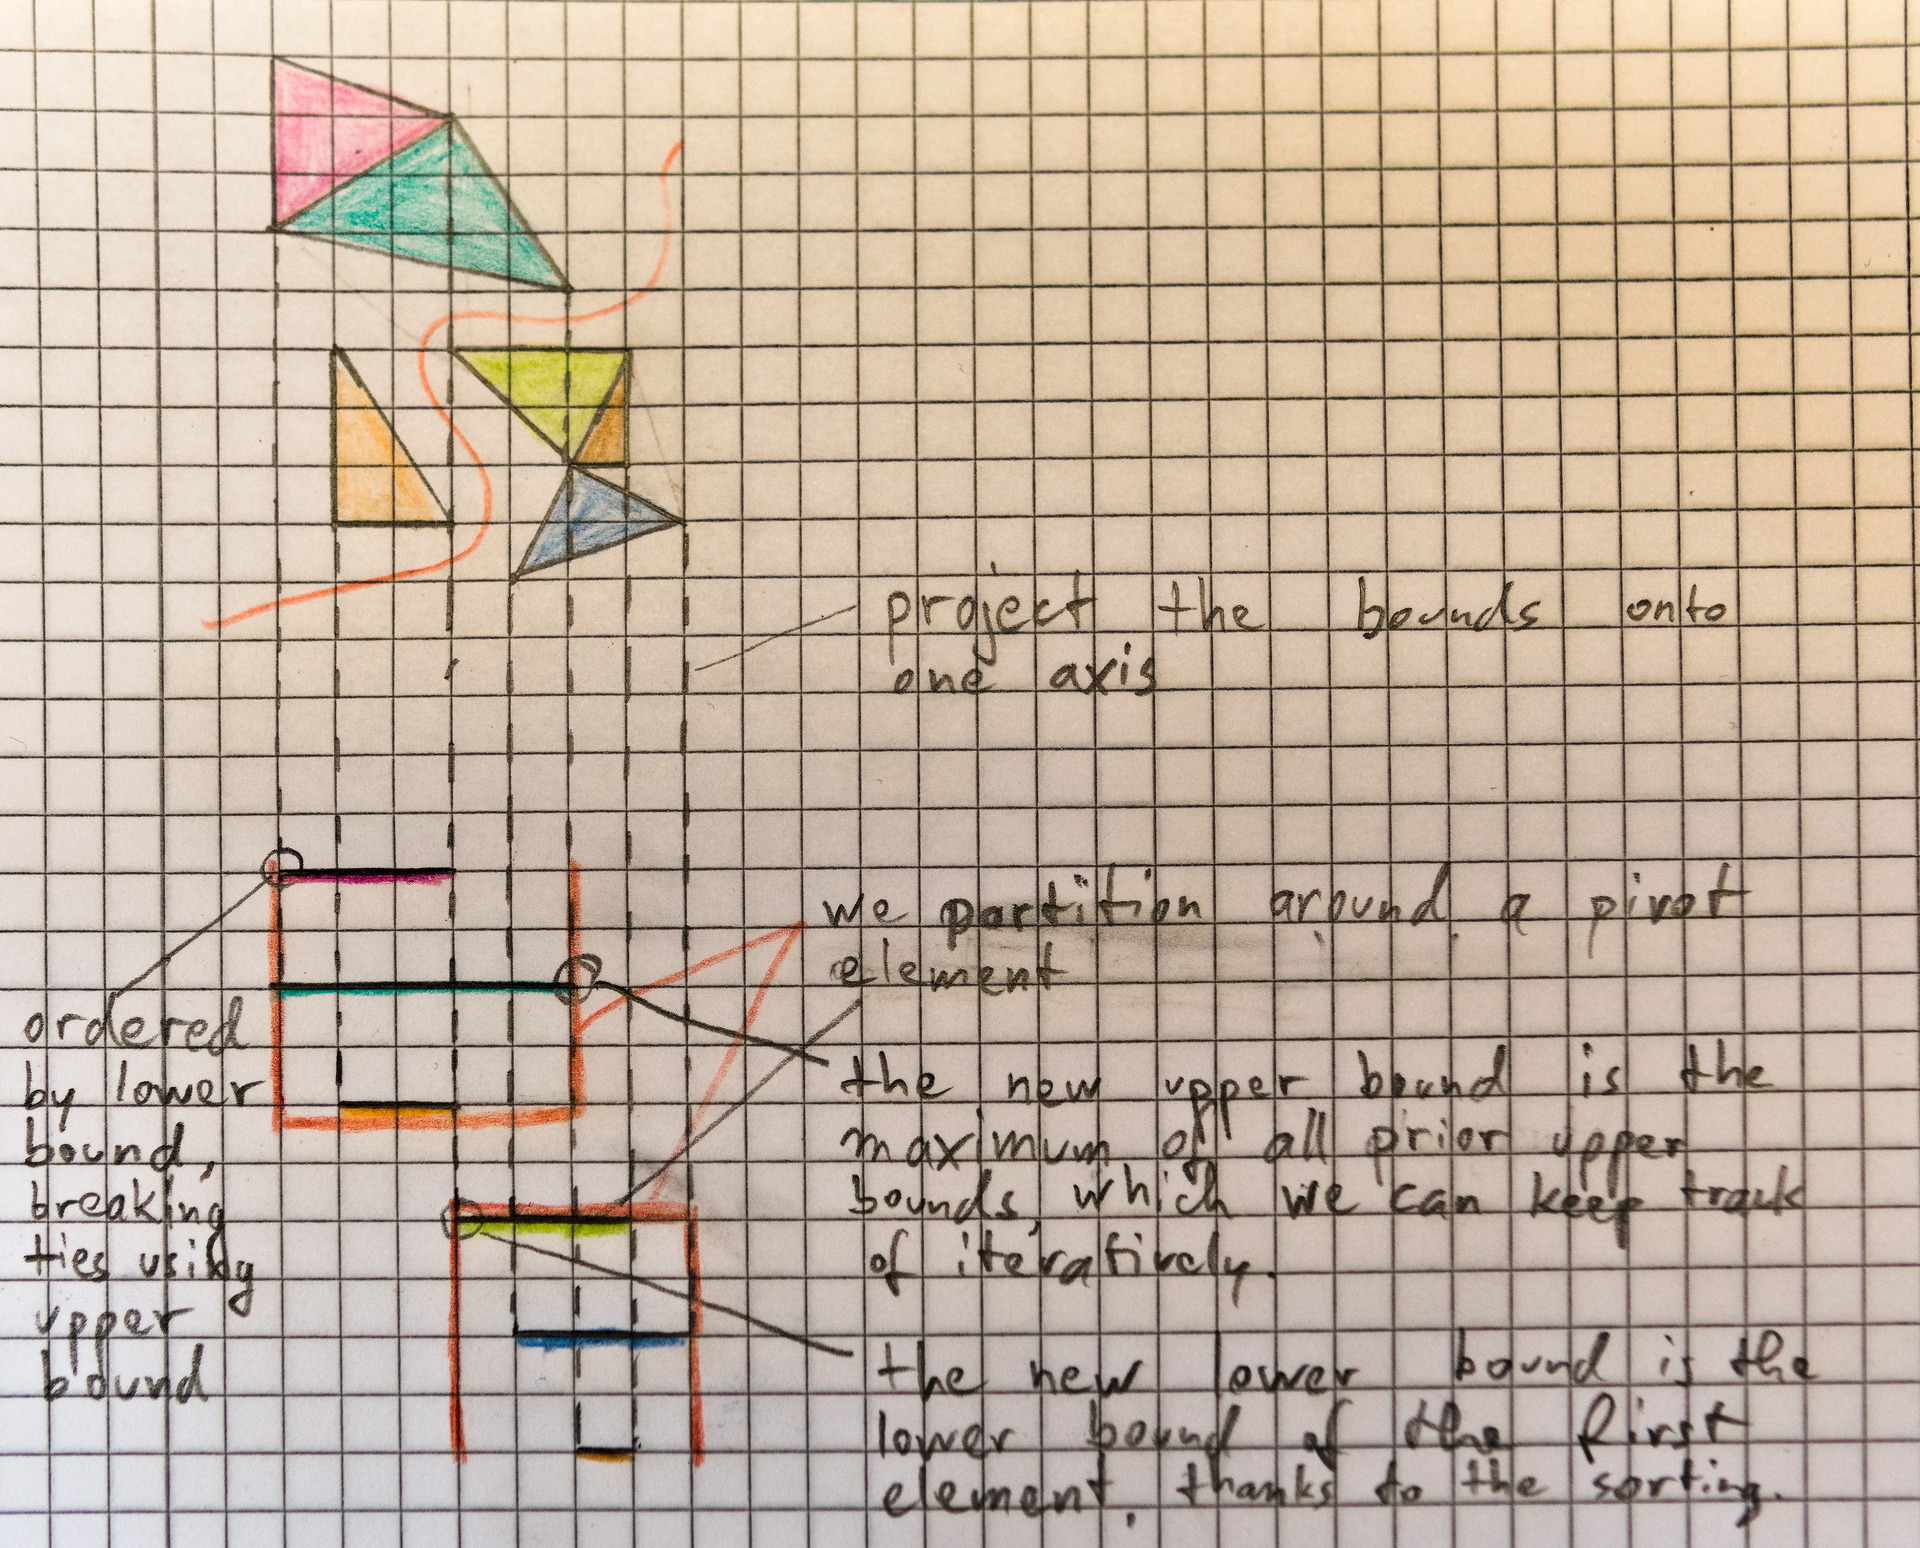 project the bounds onto
one axis
we partition around a pivot
element
ordered
by lower
bound,
breaking
ties using
upper
bound
the new upper bound is the
maximum of all prior upper
bounds, which we can keep track
of iteratively.
the new lower bound is the
lower bound of the first
element, thanks to the sorting.